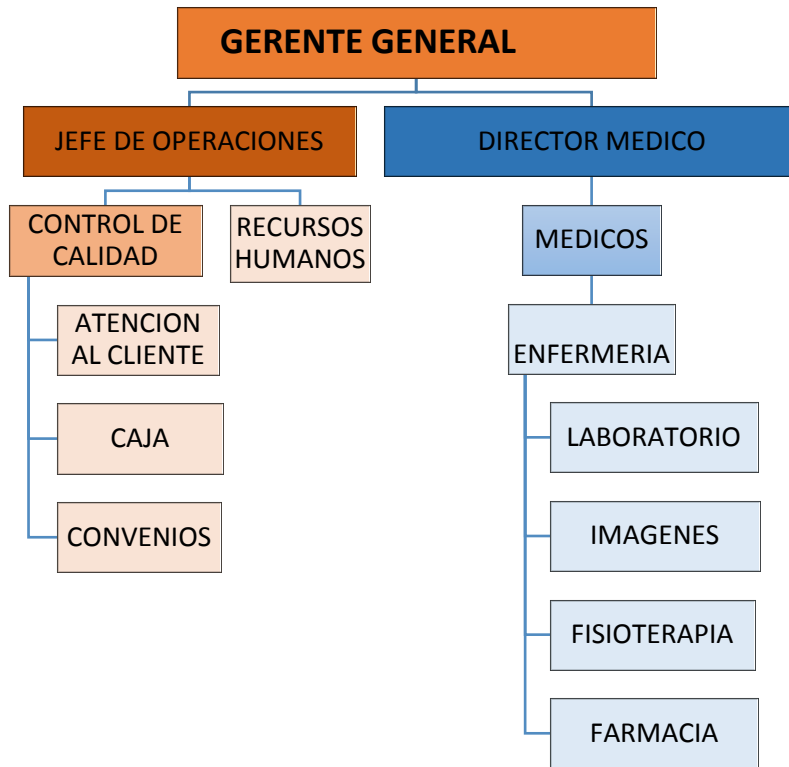 GERENTE GENERAL
JEFE DE OPERACIONES
DIRECTOR MEDICO
CONTROL DE
CALIDAD
RECURSOS
HUMANOS
MEDICOS
ATENCION
AL CLIENTE
ENFERMERIA
CAJA
LABORATORIO
CONVENIOS
IMAGENES
FISIOTERAPIA
FARMACIA